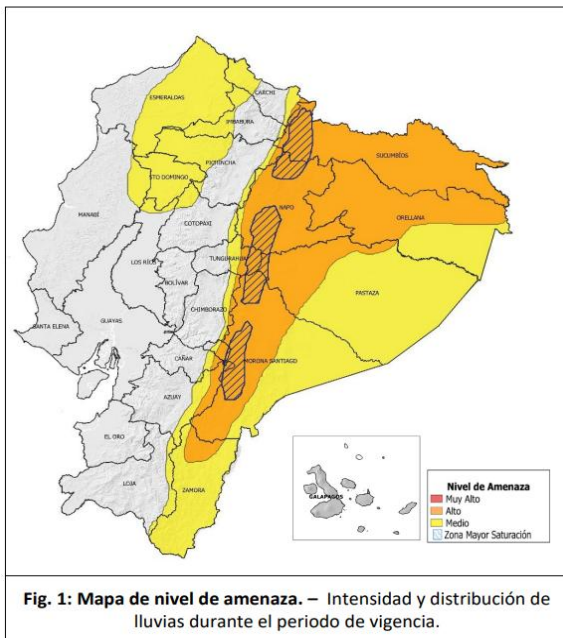 CARCHI
ESMERALDAS
IMBABURA
SUCUMBÍOS
PICHINCHA
STO DOMINGO
NAPO
ORELLANA
MANABÍ
COTOPAXI
TUNGURAHUA
LOS RÍOS
BOLÍVAR
PASTAZA
CHIMBORAZO
SANTA ELENA
GUAYAS
MORONA SANTIAGO
CAÑAR
AZUAY
EL ORO
LOJA
ZAMORA
GALÁPAGOS
Nivel de Amenaza
Muy Alto
Alto
Medio
Zona Mayor Saturación
Fig. 1: Mapa de nivel de amenaza. – Intensidad y distribución de
lluvias durante el periodo de vigencia.